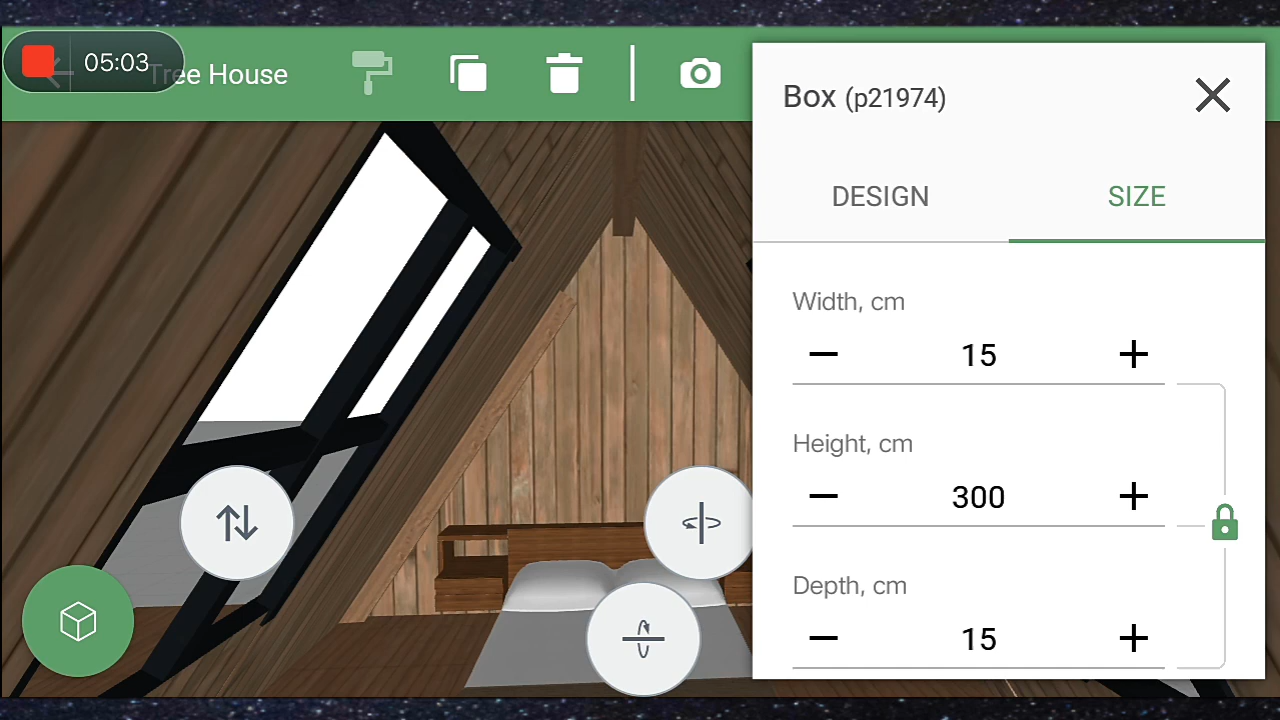 05:03
Tree House
Box (p21974)
DESIGN
SIZE
Width, cm
15
Height, cm
300
Depth, cm
15